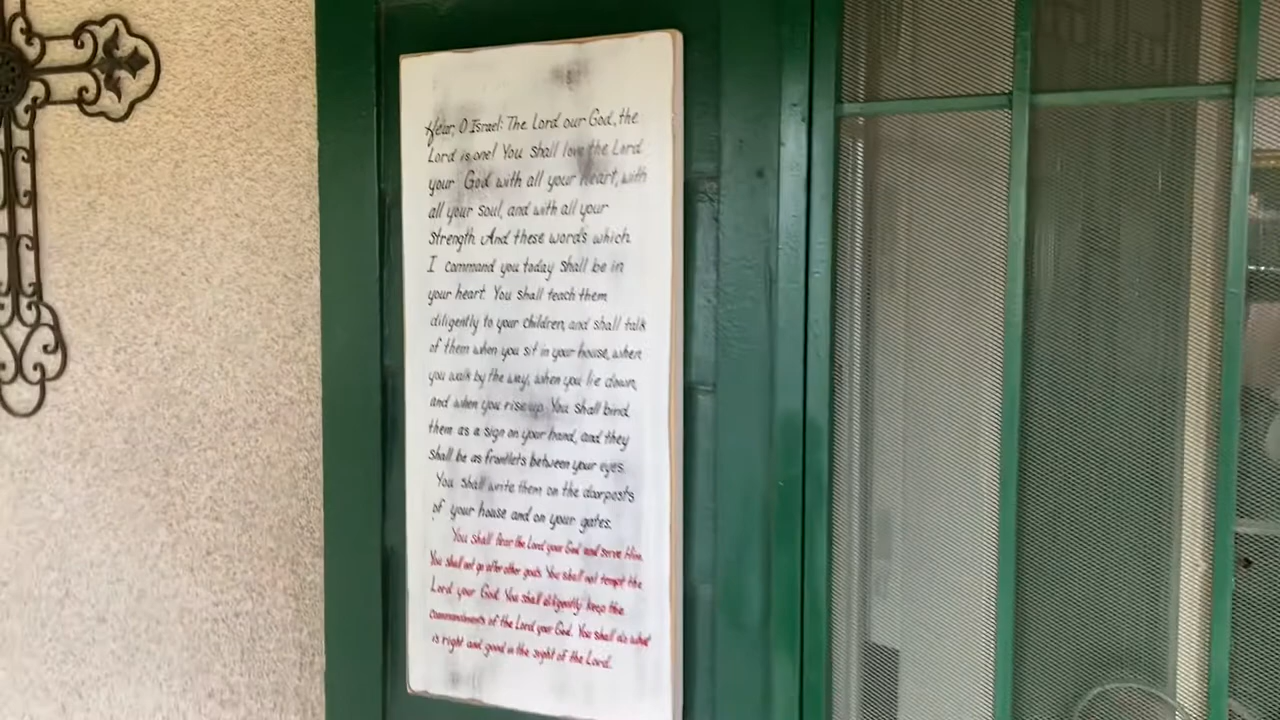 Hear, O Israel: The Lord our God, the
Lord is one! You shall love the Lord
your God with all your heart, with
all your soul, and with all your
strength. And these words which
I command you today shall be in
your heart. You shall teach them
diligently to your children, and shall talk
of them when you sit in your house, when
you walk by the way, when you lie down,
and when you rise up. You shall bind
them as a sign on your hand, and they
shall be as frontlets between your eyes.
You shall write them on the doorposts
of your house and on your gates.
You shall fear the Lord your God and serve Him.
You shall not go after other gods. You shall not tempt the
Lord your God. You shall diligently keep the
commandments of the Lord your God. You shall do what
is right and good in the sight of the Lord.